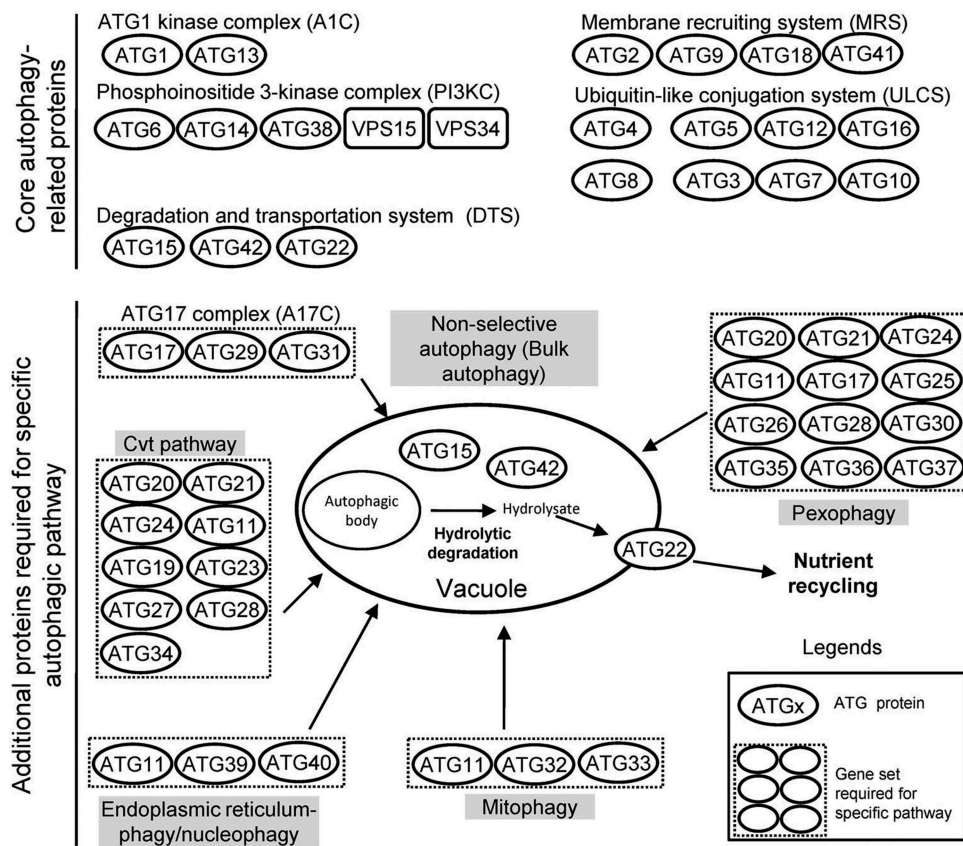 Core autophagy-
related proteins
ATG1 kinase complex (A1C)
ATG1 ATG13
Phosphoinositide 3-kinase complex (PI3KC)
ATG6 ATG14 ATG38 VPS15 VPS34
Degradation and transportation system (DTS)
ATG15 ATG42 ATG22
Membrane recruiting system (MRS)
ATG2 ATG9 ATG18 ATG41
Ubiquitin-like conjugation system (ULCS)
ATG4 ATG5 ATG12 ATG16
ATG8 ATG3 ATG7 ATG10
Additional proteins required for specific
autophagic pathway
ATG17 complex (A17C)
ATG17 ATG29 ATG31
Non-selective
autophagy (Bulk
autophagy)
ATG20 ATG21 ATG24
ATG11 ATG17 ATG25
ATG26 ATG28 ATG30
ATG35 ATG36 ATG37
Pexophagy
Cvt pathway
ATG20 ATG21
ATG24 ATG11
ATG19 ATG23
ATG27 ATG28
ATG34
ATG15
ATG42
Autophagic
body
Hydrolysate
Hydrolytic
degradation
Vacuole
ATG22
Nutrient
recycling
ATG11 ATG39 ATG40
Endoplasmic reticulum-
phagy/nucleophagy
ATG11 ATG32 ATG33
Mitophagy
Legends
ATGx ATG protein
Gene set
required for
specific pathway